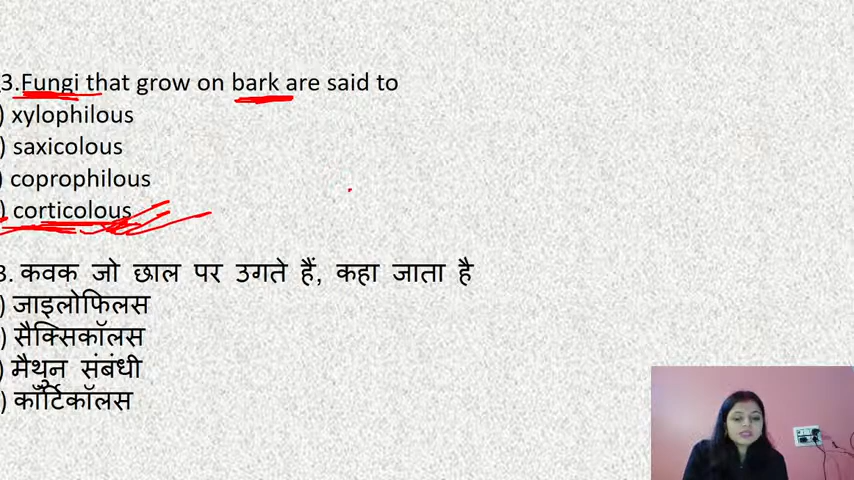 3.Fungi that grow on bark are said to
) xylophilous
) saxicolous
) coprophilous
) corticolous
3. कवक जो छाल पर उगते हैं, कहा जाता है
) जाइलोफिलस
) सैक्सिकॉलस
) मैथुन संबंधी
) कॉर्टिकॉलस